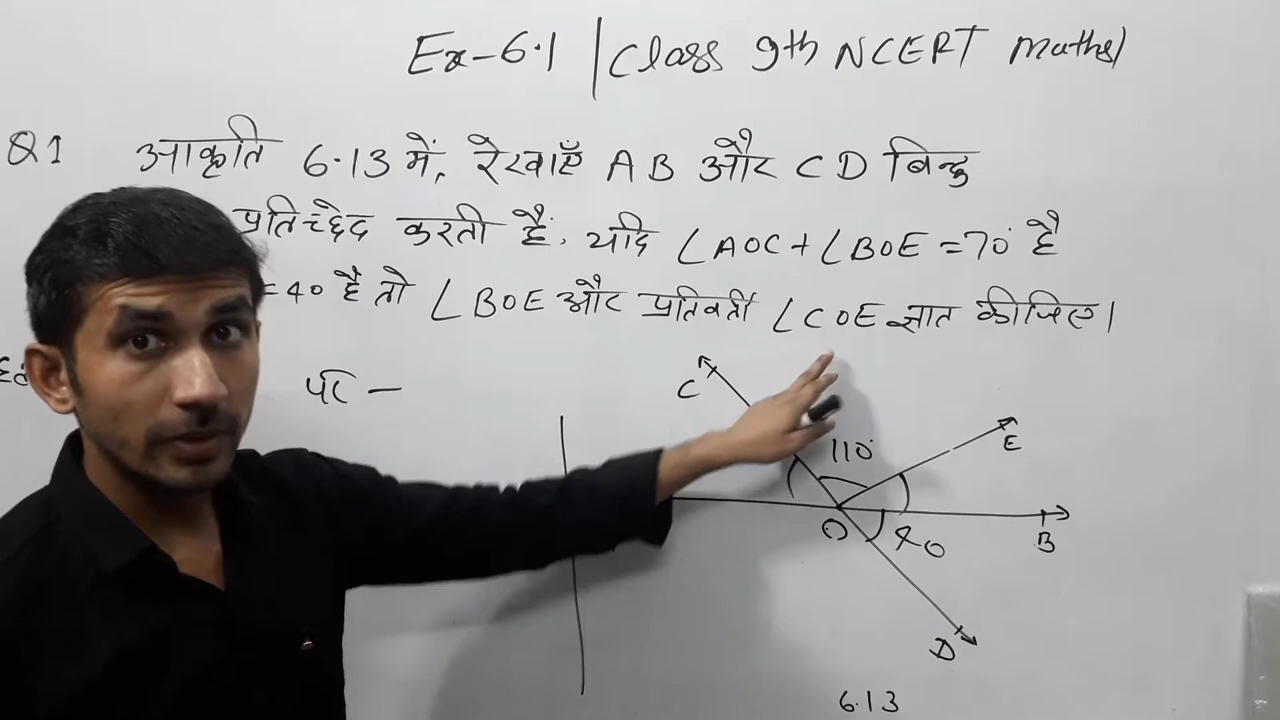 Ex-6.1 | Class 9th NCERT Maths|
Q1 आकृति 6.13 में, रेखाएँ AB और CD बिन्दु
प्रतिच्छेद करती है. यदि ∠AOC + ∠BOE = 70° है
=40 है तो ∠BOE और प्रतिवर्ती ∠COE ज्ञात कीजिए।
पर -
C
110°
E
O
40
B
D
6.13